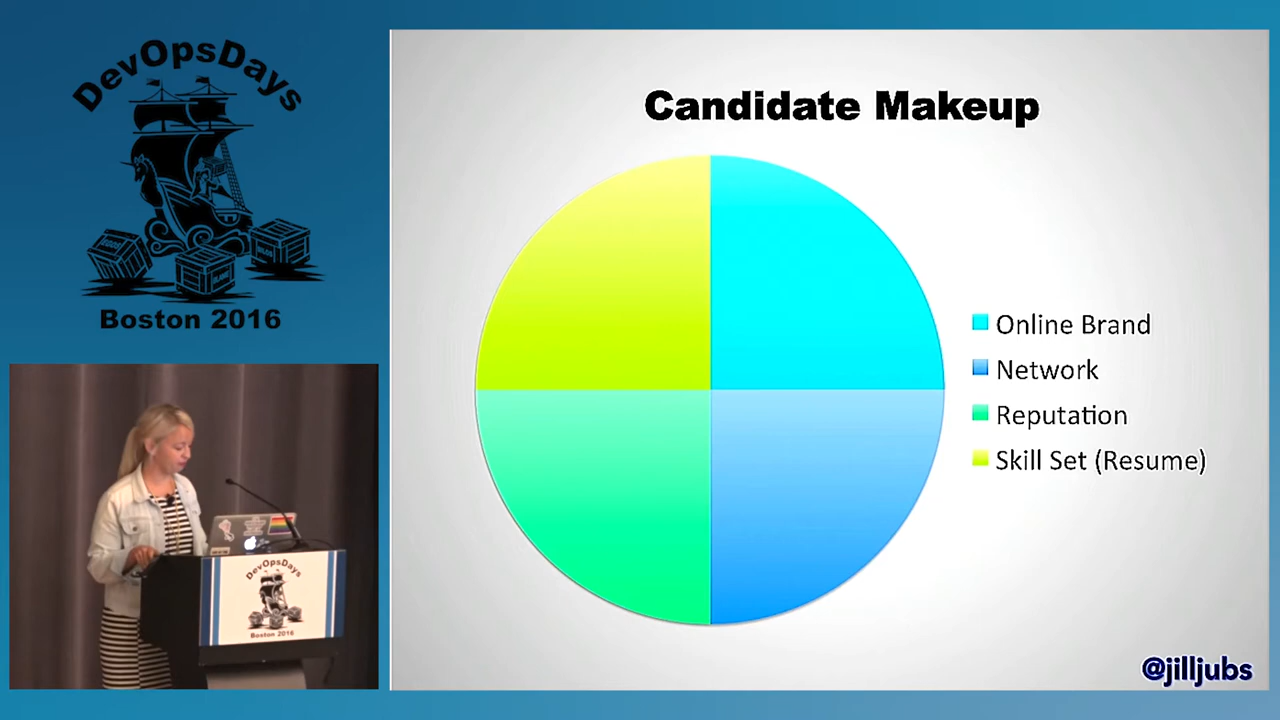 DevOpsDays
Boston 2016
Candidate Makeup
Online Brand
Network
Reputation
Skill Set (Resume)
@jilljubs
DevOpsDays
Boston 2016